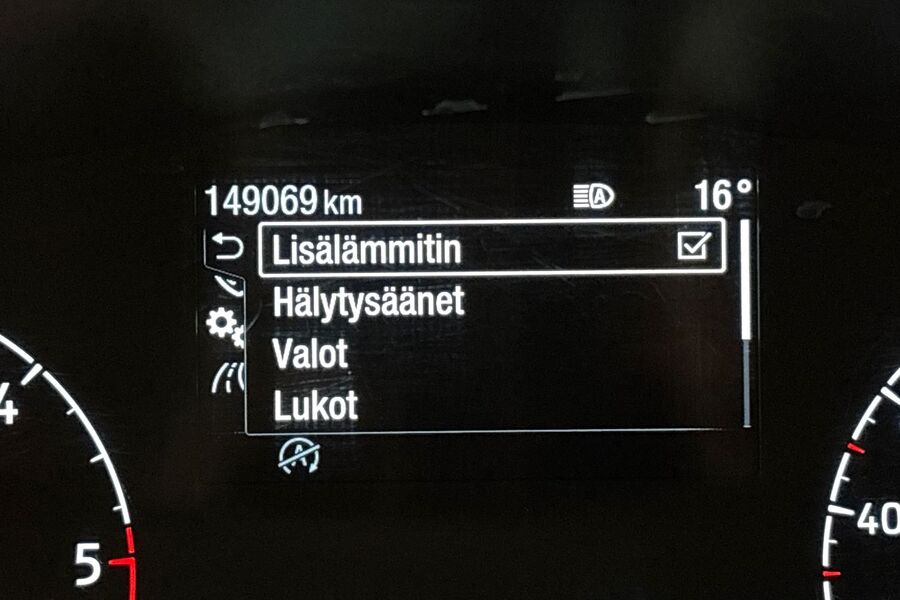 149069 km A 16°
Lisälämmitin
Hälytysäänet
Valot
Lukot
A
4
5
40